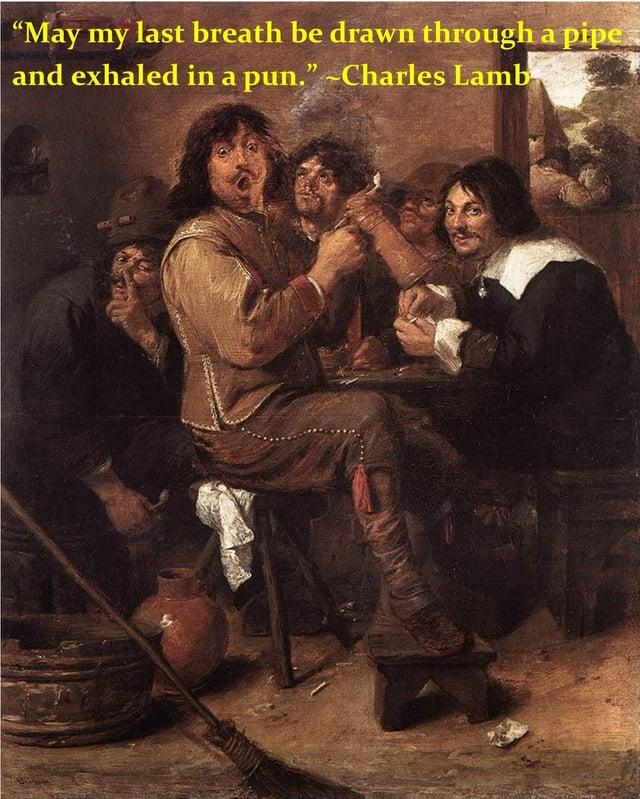 “May my last breath be drawn through a pipe
and exhaled in a pun.” ~Charles Lamb